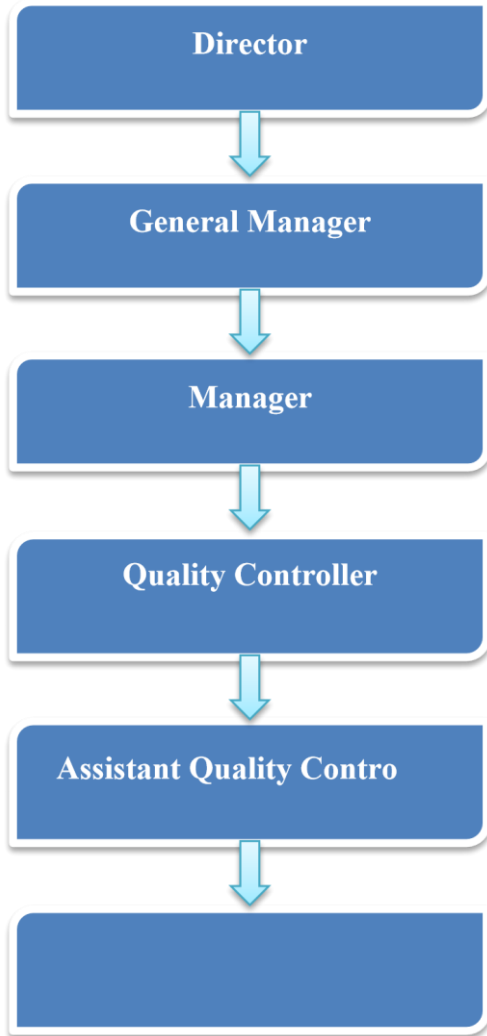 Director
General Manager
Manager
Quality Controller
Assistant Quality Contro